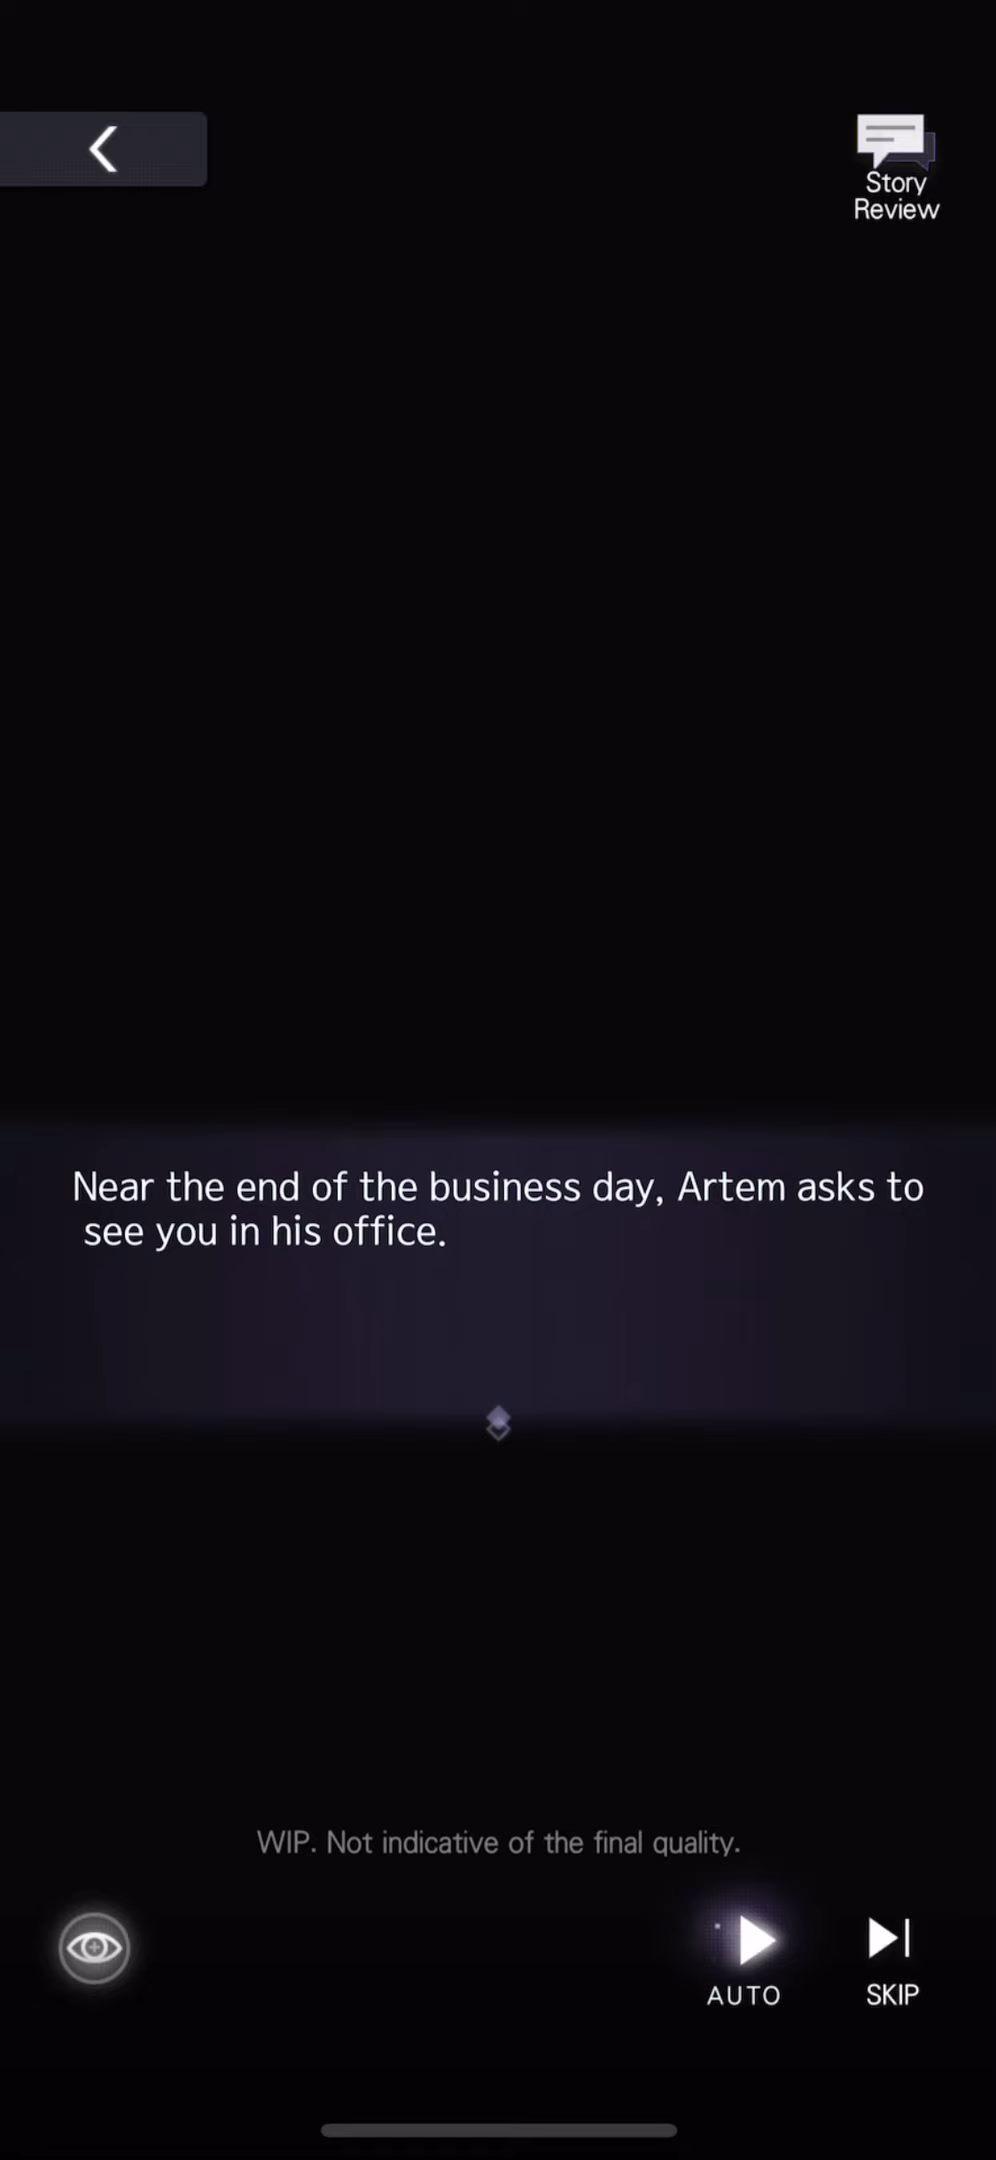 Story
Review
Near the end of the business day, Artem asks to
see you in his office.
WIP. Not indicative of the final quality.
AUTO
SKIP